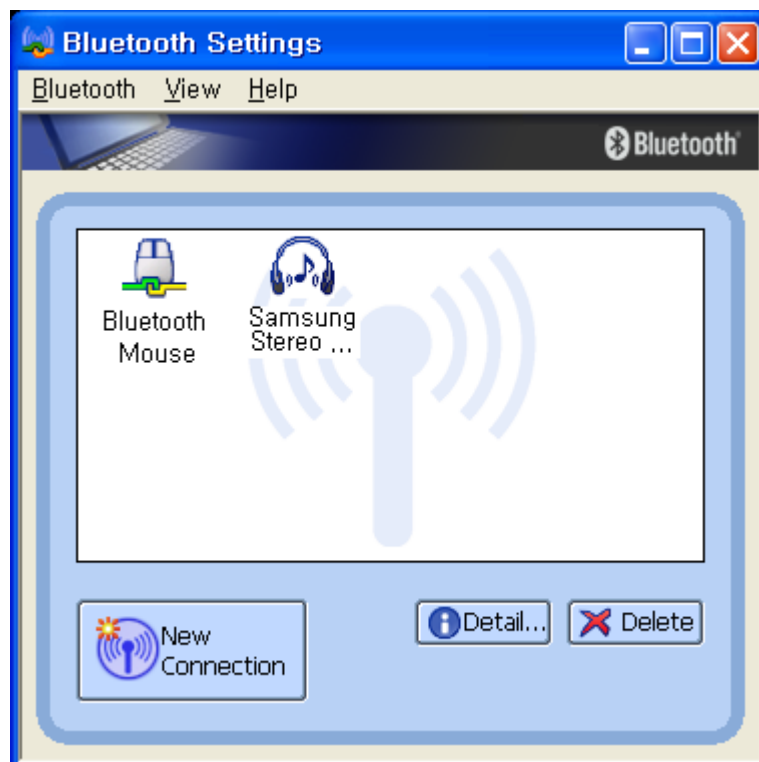 Bluetooth Settings
Bluetooth View Help
Bluetooth
Bluetooth
Mouse
Samsung
Stereo ...
New
Connection
Detail...
Delete